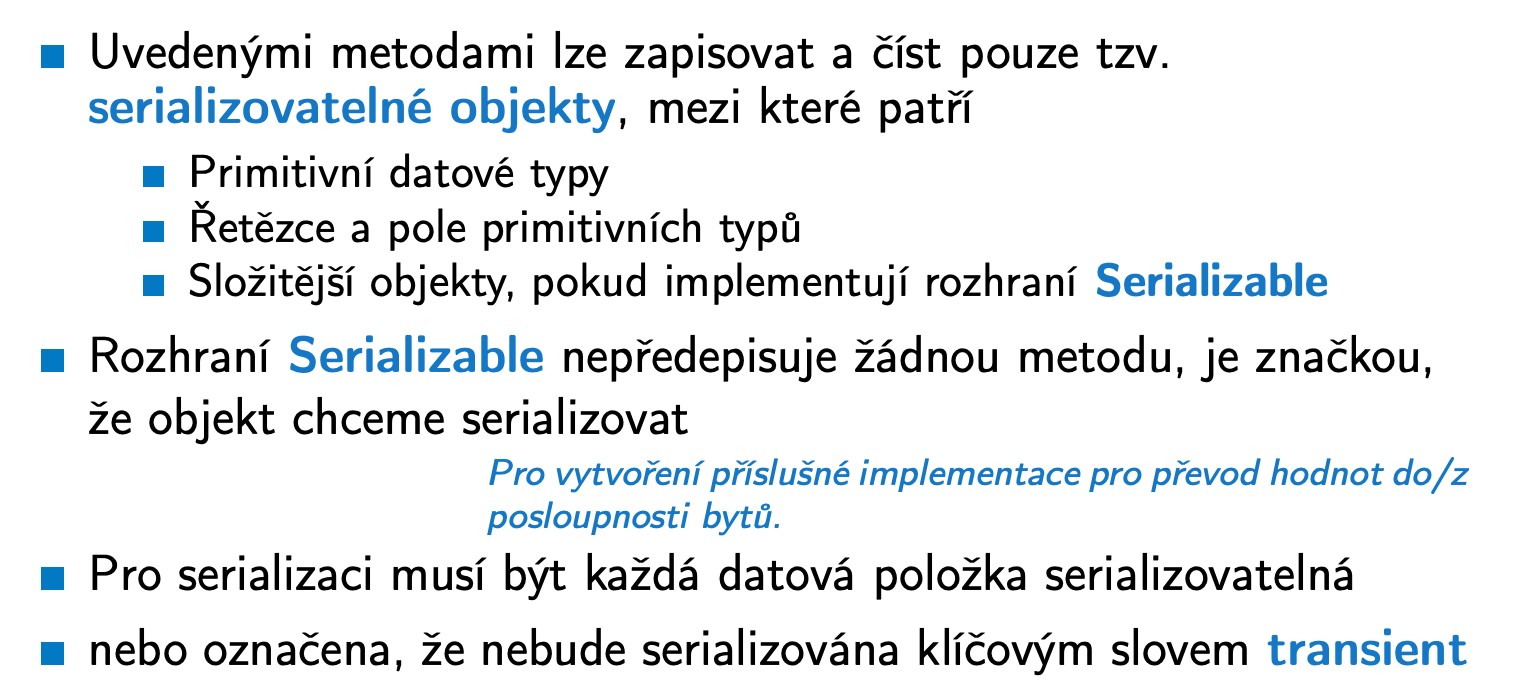 Uvedenými metodami lze zapisovat a číst pouze tzv.
serializovatelné objekty, mezi které patří
Primitivní datové typy
Řetězce a pole primitivních typů
Složitější objekty, pokud implementují rozhraní Serializable
Rozhraní Serializable nepředepisuje žádnou metodu, je značkou,
že objekt chceme serializovat
Pro vytvoření příslušné implementace pro převod hodnot do/z
posloupnosti bytů.
Pro serializaci musí být každá datová položka serializovatelná
nebo označena, že nebude serializována klíčovým slovem transient